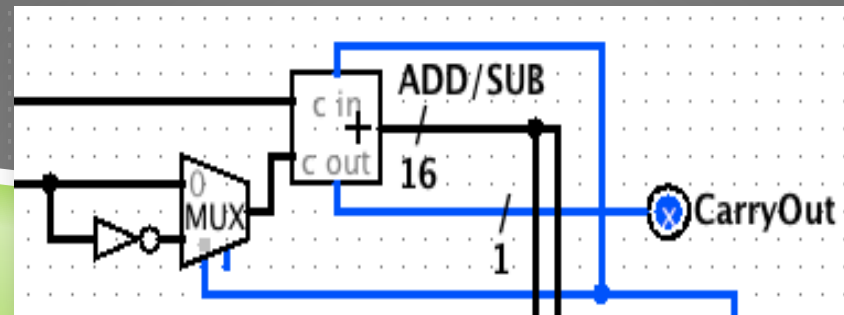 ADD/SUB
c in
+
c out
16
0
MUX
x
CarryOut
1